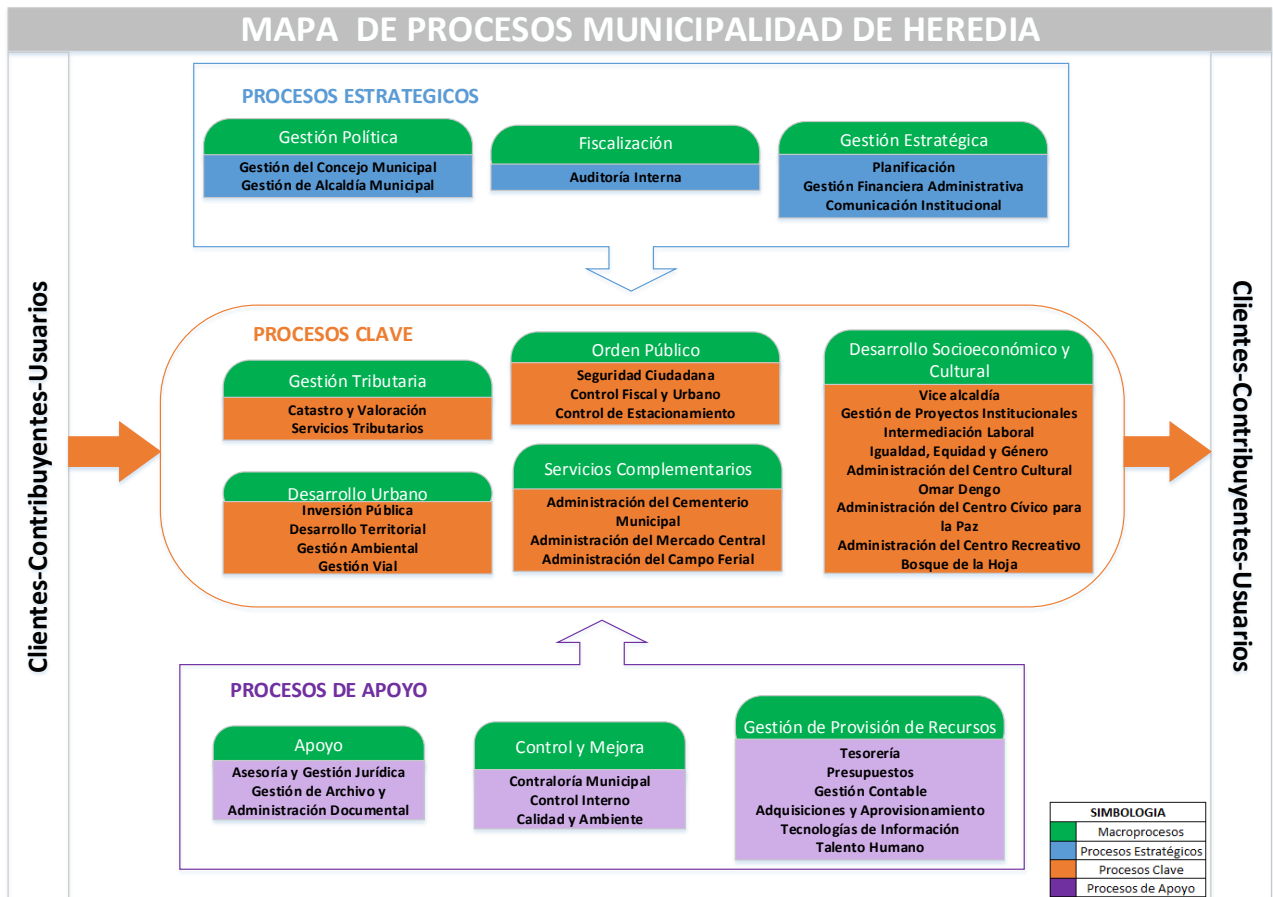 MAPA DE PROCESOS MUNICIPALIDAD DE HEREDIA
Clientes-Contribuyentes-Usuarios
PROCESOS ESTRATEGICOS
Gestión Política
Gestión del Concejo Municipal
Gestión de Alcaldía Municipal
Fiscalización
Auditoría Interna
Gestión Estratégica
Planificación
Gestión Financiera Administrativa
Comunicación Institucional
PROCESOS CLAVE
Gestión Tributaria
Catastro y Valoración
Servicios Tributarios
Desarrollo Urbano
Inversión Pública
Desarrollo Territorial
Gestión Ambiental
Gestión Vial
Orden Público
Seguridad Ciudadana
Control Fiscal y Urbano
Control de Estacionamiento
Servicios Complementarios
Administración del Cementerio
Municipal
Administración del Mercado Central
Administración del Campo Ferial
Desarrollo Socioeconómico y
Cultural
Vice alcaldía
Gestión de Proyectos Institucionales
Intermediación Laboral
Igualdad, Equidad y Género
Administración del Centro Cultural
Omar Dengo
Administración del Centro Cívico para
la Paz
Administración del Centro Recreativo
Bosque de la Hoja
PROCESOS DE APOYO
Apoyo
Asesoría y Gestión Jurídica
Gestión de Archivo y
Administración Documental
Control y Mejora
Contraloría Municipal
Control Interno
Calidad y Ambiente
Gestión de Provisión de Recursos
Tesorería
Presupuestos
Gestión Contable
Adquisiciones y Aprovisionamiento
Tecnologías de Información
Talento Humano
Clientes-Contribuyentes-Usuarios
SIMBOLOGIA
Macroprocesos
Procesos Estratégicos
Procesos Clave
Procesos de Apoyo